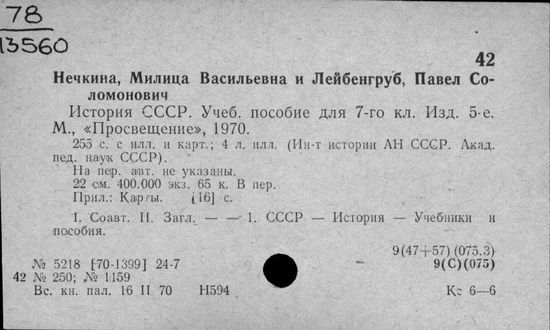 78
13560
42
Нечкина, Милица Васильевна и Лейбенгруб, Павел Со-
ломонович
История СССР. Учеб. пособие для 7-го кл. Изд. 5-е.
М., «Просвещение», 1970.
255 с. с илл. и карт.; 4 л. илл. (Ин-т истории АН СССР. Акад.
пед. наук СССР).
На пер. авт. не указаны.
22 см. 400.000 экз. 65 к. В пер.
Прил.: Карты. [16] с.
I. Соавт. II. Загл. — — 1. СССР — История — Учебники и
пособия.
9(47+57)(075.3)
№ 5218 [70-1399] 24-7 9(С)(075)
42 № 250; № 1159
Вс. кн. пал. 16 II 70 Н594 Кс 6—6